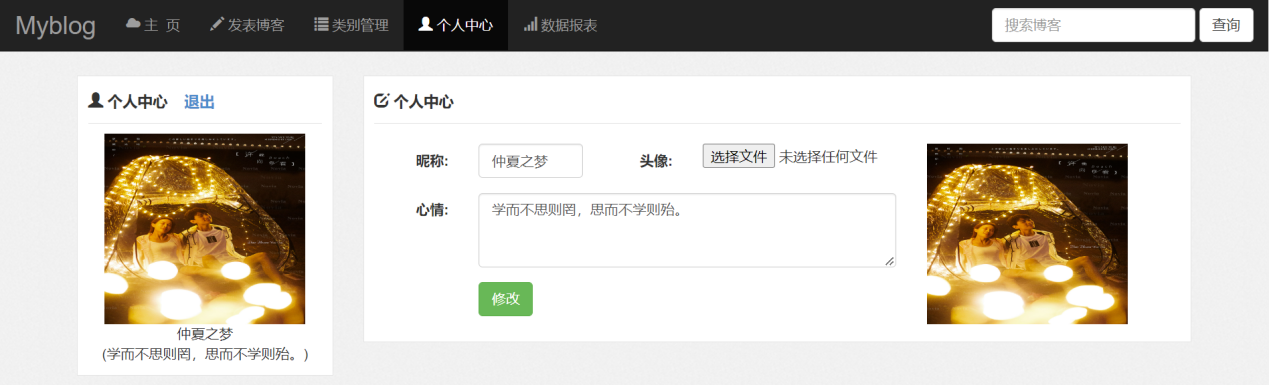 Myblog 主 页 发表博客 类别管理 个人中心 数据报表 搜索博客 查询
个人中心 退出
仲夏之梦
(学而不思则罔，思而不学则殆。)
个人中心
昵称: 仲夏之梦 头像: 选择文件 未选择任何文件
心情: 学而不思则罔，思而不学则殆。
修改